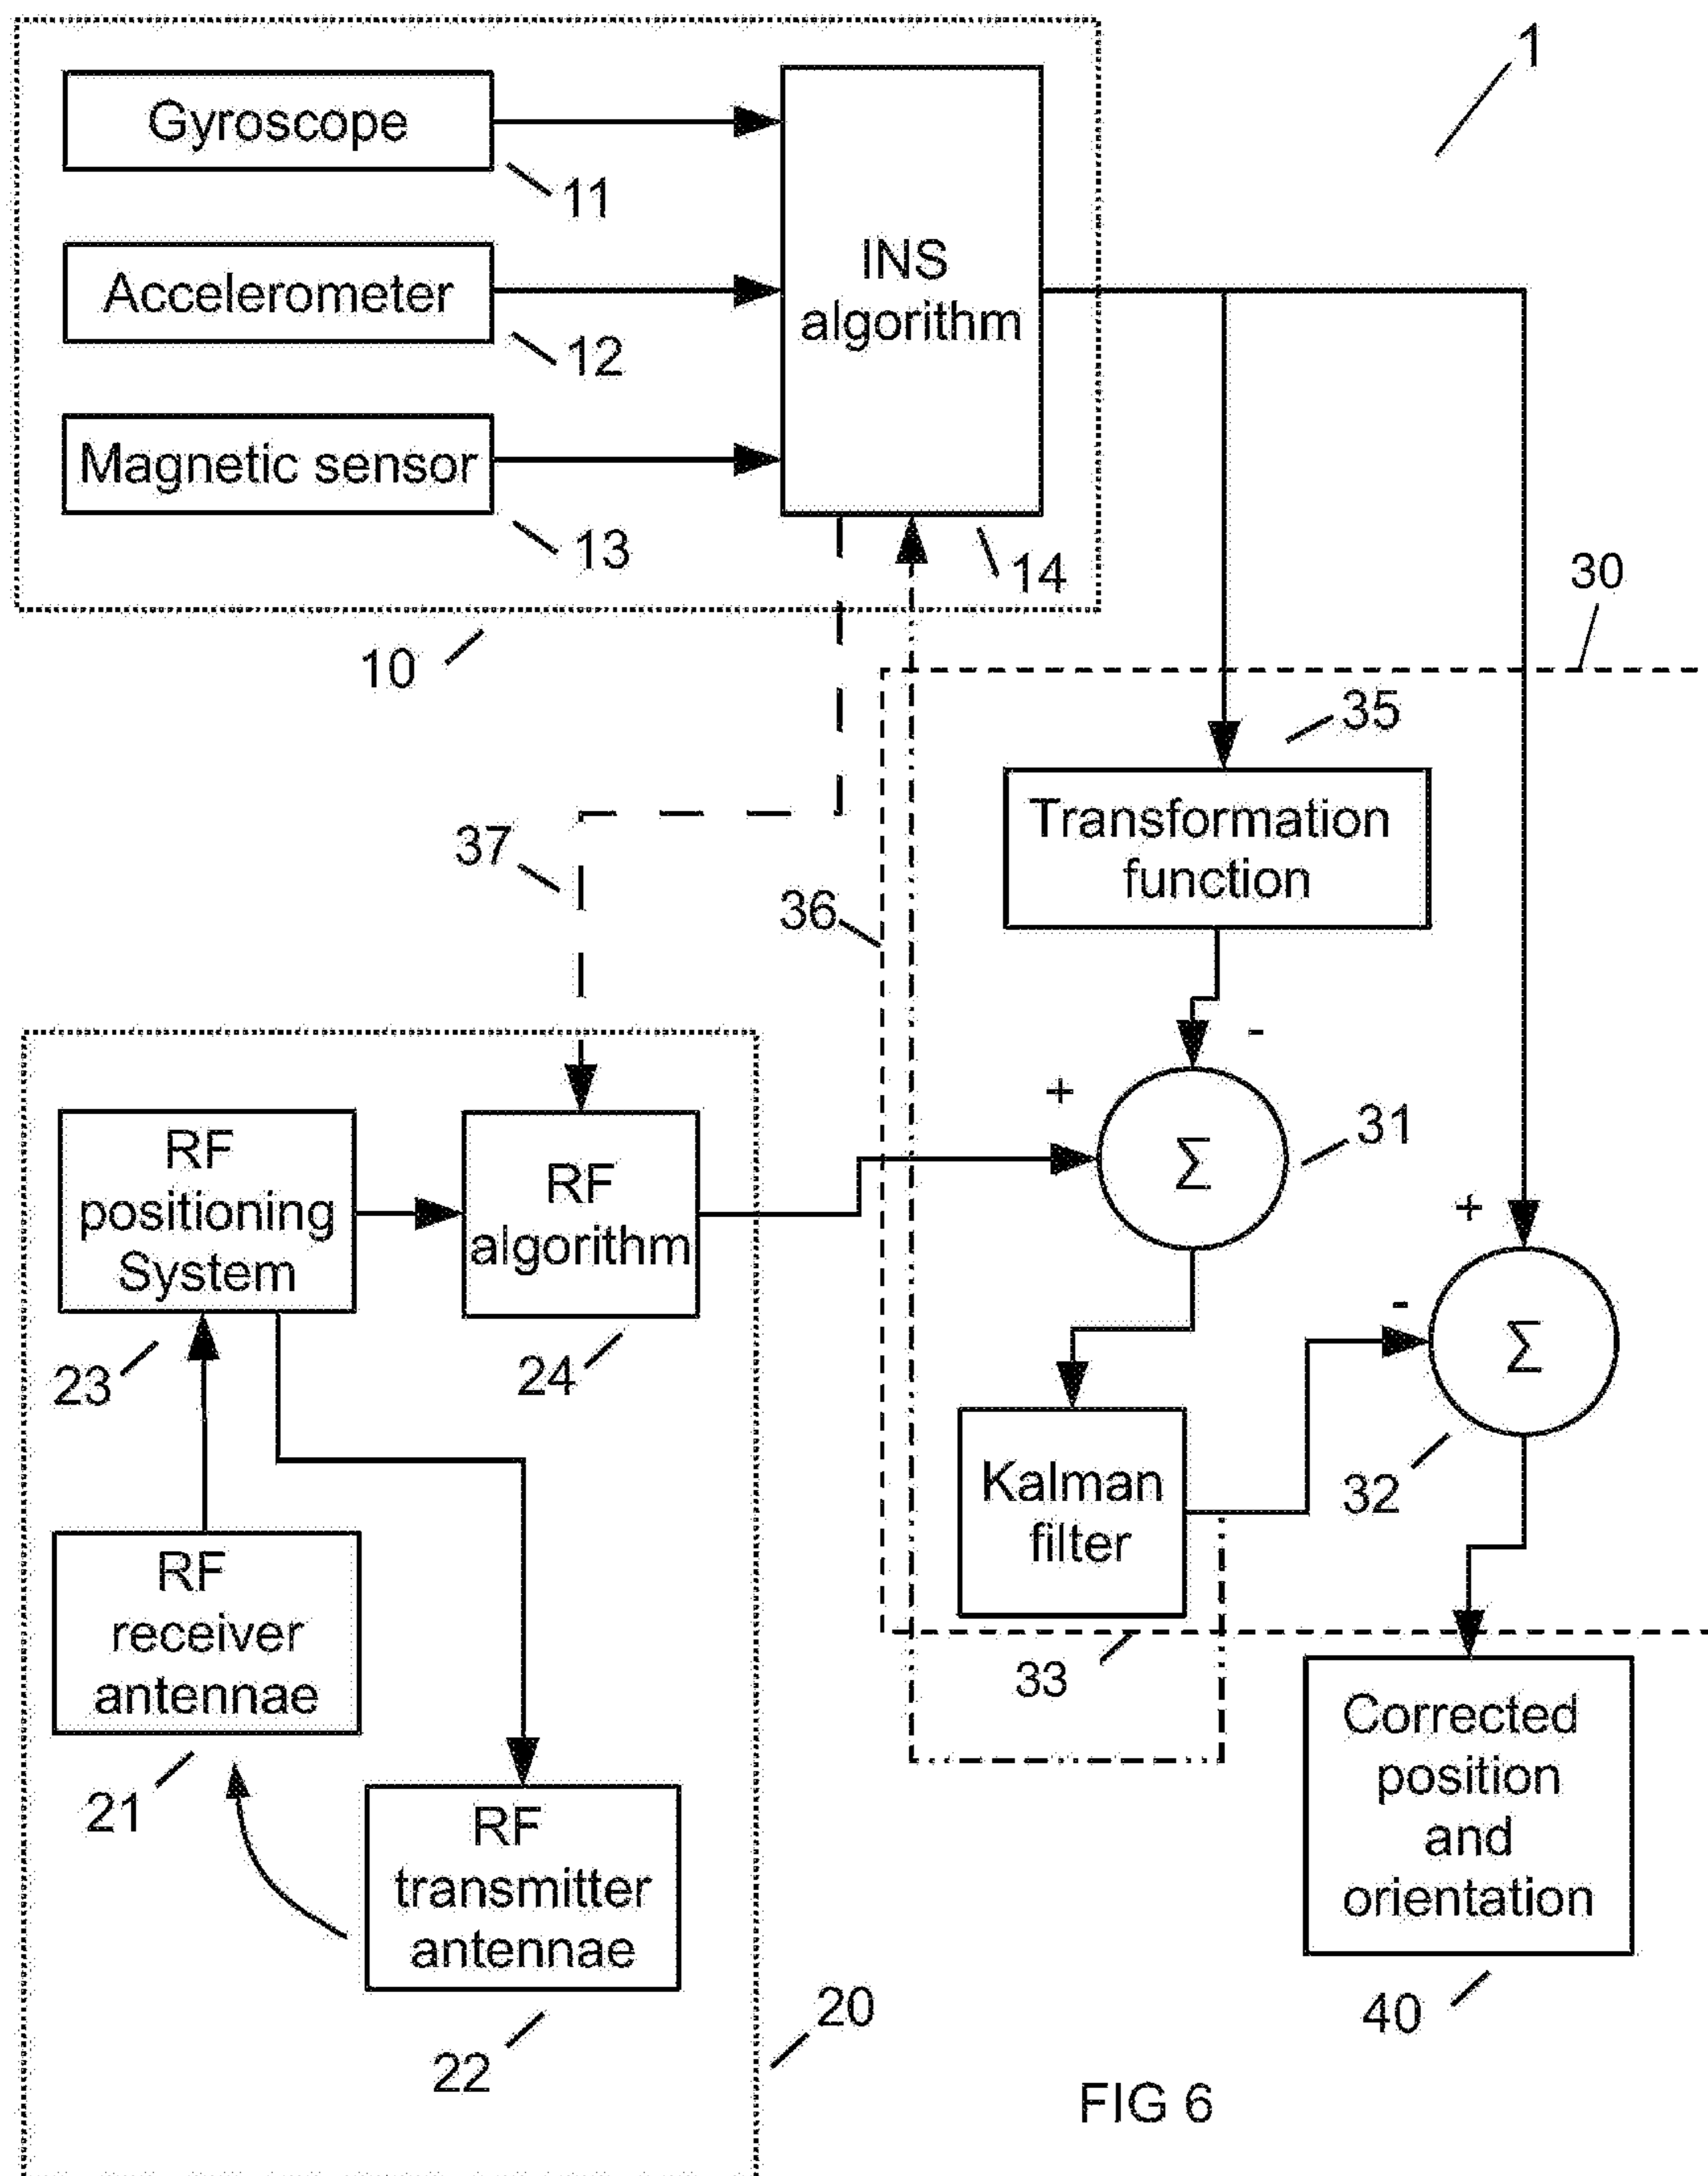 1
Gyroscope
11
Accelerometer
12
Magnetic sensor
13
INS
algorithm
14
10
30
35
Transformation
function
37
36
-
+
Σ
31
RF
positioning
System
23
RF
algorithm
24
+
-
Σ
32
Kalman
filter
33
RF
receiver
antennae
21
RF
transmitter
antennae
22
20
Corrected
position
and
orientation
40
FIG 6